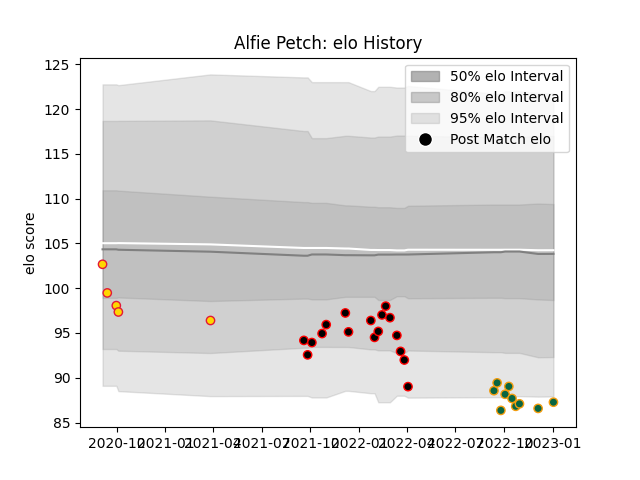 Alfie Petch: elo History
125
120
115
110
105
100
95
90
85
elo score
50% elo Interval
80% elo Interval
95% elo Interval
Post Match elo
2020-10 2021-01 2021-04 2021-07 2021-10 2022-01 2022-04 2022-07 2022-10 2023-01